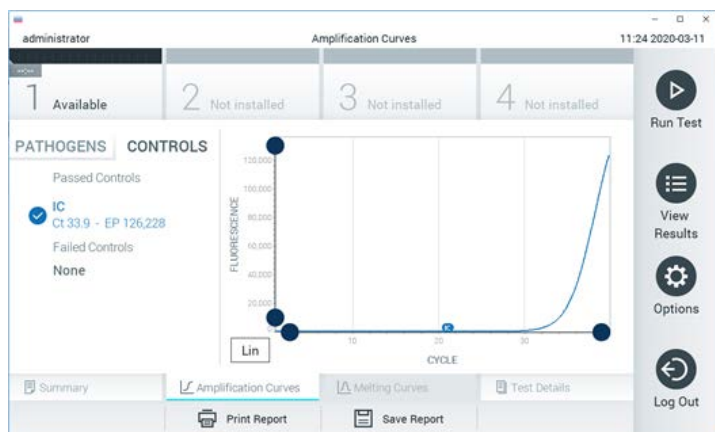 administrator
Amplification Curves
11:24 2020-03-11
1 Available
2 Not installed
3 Not installed
4 Not installed
Run Test
View
Results
Options
Log Out
PATHOGENS CONTROLS
Passed Controls
IC
Ct 33.9 - EP 126,228
Failed Controls
None
FLUORESCENCE
120,000
100,000
80,000
60,000
40,000
20,000
IC
10 20 30
CYCLE
Lin
Summary
Amplification Curves
Melting Curves
Test Details
Print Report
Save Report